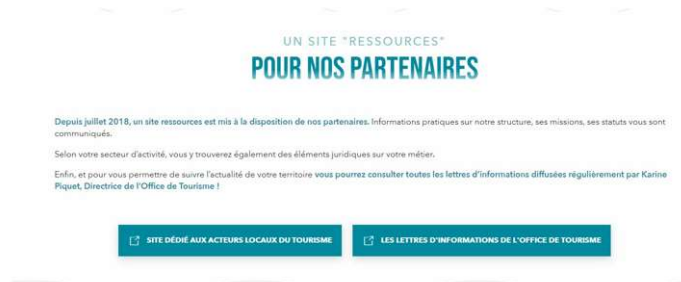 UN SITE "RESSOURCES"
POUR NOS PARTENAIRES
Depuis juillet 2018, un site ressources est mis à la disposition de nos partenaires. Informations pratiques sur notre structure, ses missions, ses statuts vous sont
communiqués.
Selon votre secteur d'activité, vous y trouverez également des éléments juridiques sur votre métier.
Enfin, et pour vous permettre de suivre l'actualité de votre territoire vous pourrez consulter toutes les lettres d'informations diffusées régulièrement par Karine
Piquet, Directrice de l'Office de Tourisme !
SITE DÉDIÉ AUX ACTEURS LOCAUX DU TOURISME
LES LETTRES D'INFORMATIONS DE L'OFFICE DE TOURISME